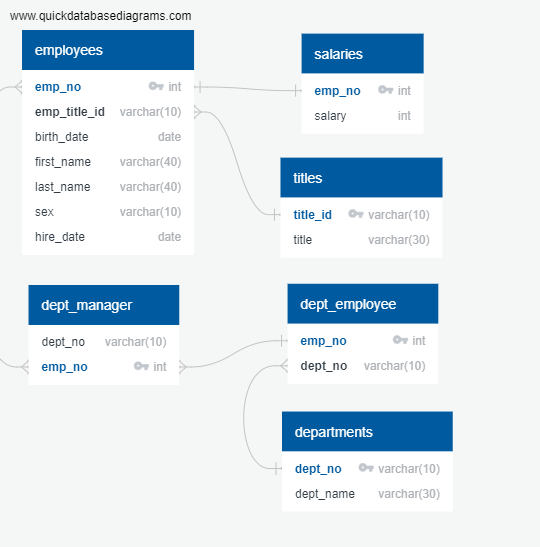 www.quickdatabasediagrams.com
employees
emp_no int
emp_title_id varchar(10)
birth_date date
first_name varchar(40)
last_name varchar(40)
sex varchar(10)
hire_date date
salaries
emp_no int
salary int
titles
title_id varchar(10)
title varchar(30)
dept_manager
dept_no varchar(10)
emp_no int
dept_employee
emp_no int
dept_no varchar(10)
departments
dept_no varchar(10)
dept_name varchar(30)